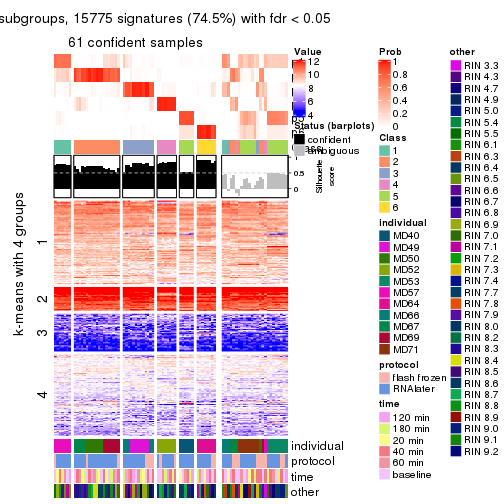 subgroups, 15775 signatures (74.5%) with fdr < 0.05
61 confident samples
k-means with 4 groups
1
2
3
4
1
0.5
0
Silhouette
score
individual
protocol
time
other
Value
12
10
8
6
4
Status (barplots)
confident
ambiguous
Prob
1
0.8
0.6
0.4
0.2
0
Class
1
2
3
4
5
6
individual
MD40
MD49
MD50
MD52
MD53
MD57
MD64
MD66
MD67
MD69
MD71
protocol
flash frozen
RNAlater
time
120 min
180 min
20 min
40 min
60 min
baseline
other
RIN 3.3
RIN 4.3
RIN 4.7
RIN 4.9
RIN 5.0
RIN 5.4
RIN 5.5
RIN 6.1
RIN 6.3
RIN 6.4
RIN 6.5
RIN 6.6
RIN 6.7
RIN 6.8
RIN 6.9
RIN 7.0
RIN 7.1
RIN 7.2
RIN 7.3
RIN 7.4
RIN 7.7
RIN 7.8
RIN 7.9
RIN 8.0
RIN 8.2
RIN 8.3
RIN 8.4
RIN 8.5
RIN 8.6
RIN 8.7
RIN 8.8
RIN 8.9
RIN 9.0
RIN 9.1
RIN 9.2